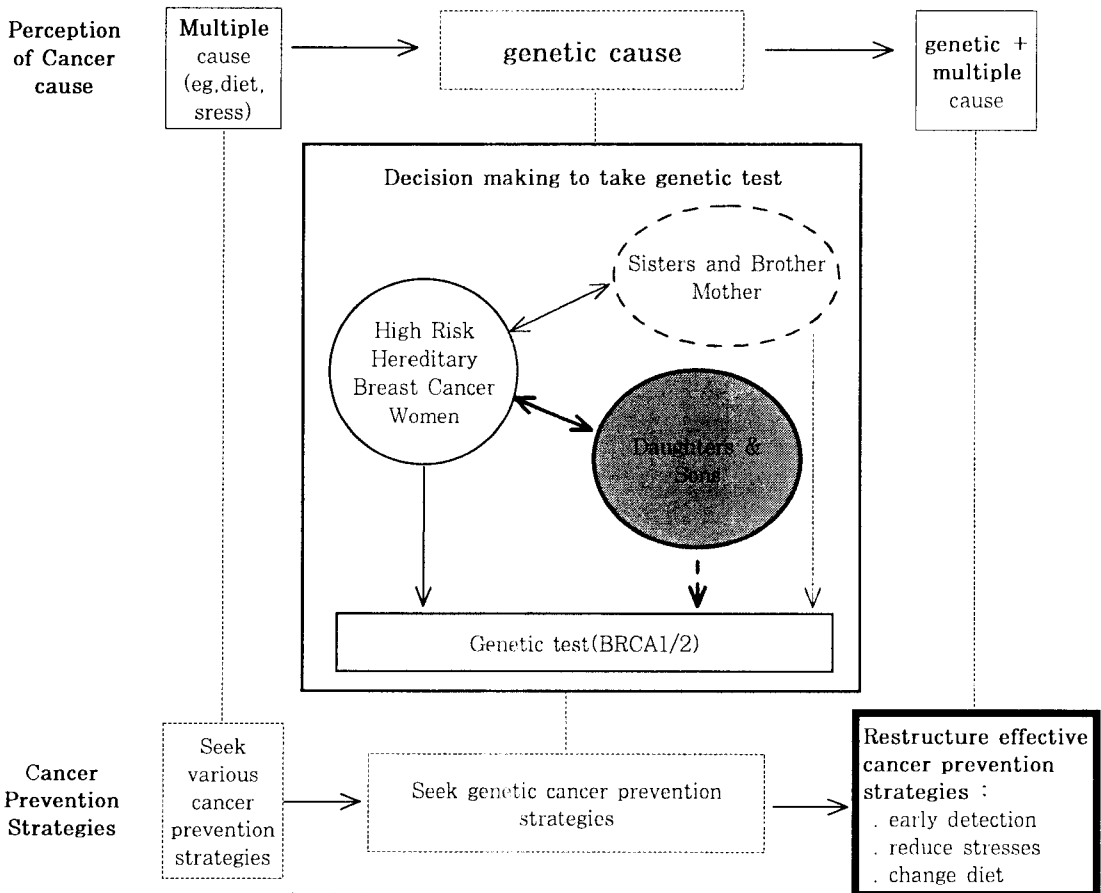 Perception
of Cancer
cause
Multiple
cause
(eg,diet,
sress)
genetic cause
genetic +
multiple
cause
Decision making to take genetic test
Sisters and Brother
Mother
High Risk
Hereditary
Breast Cancer
Women
Daughters &
Sons
Genetic test(BRCA1/2)
Cancer
Prevention
Strategies
Seek
various
cancer
prevention
strategies
Seek genetic cancer prevention
strategies
Restructure effective
cancer prevention
strategies :
. early detection
. reduce stresses
. change diet